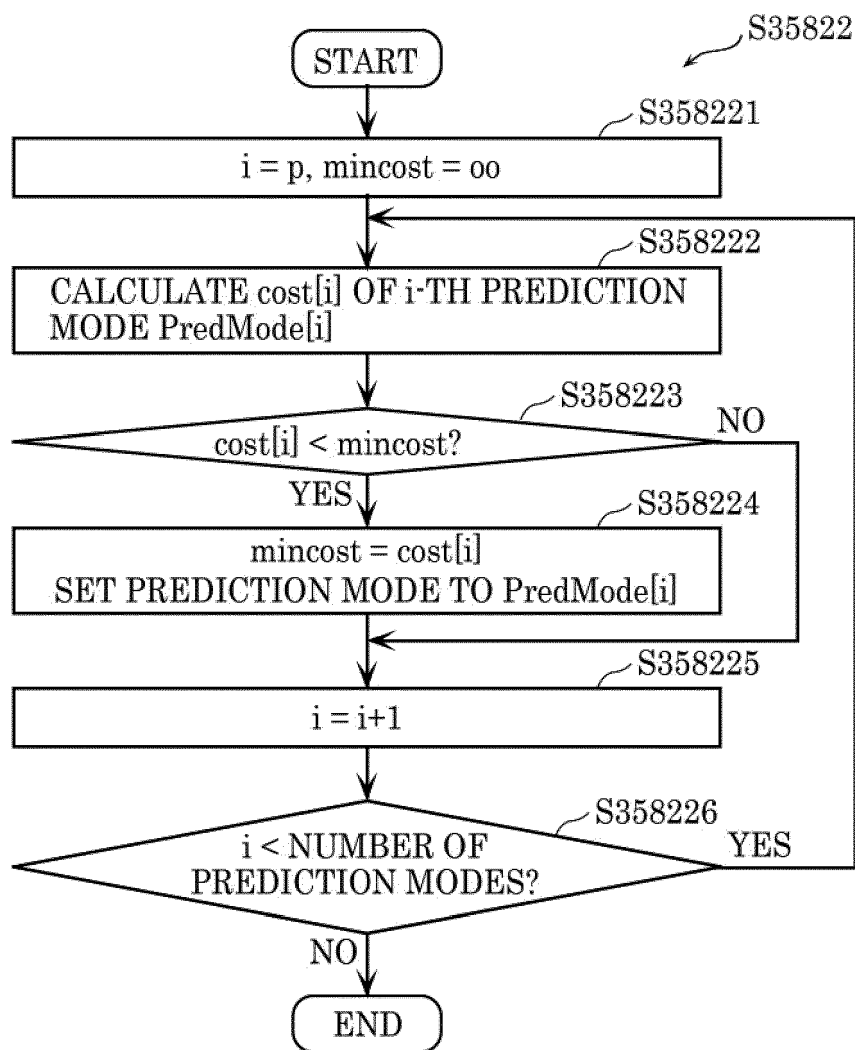 S35822
START
S358221
i = p, mincost = oo
S358222
CALCULATE cost[i] OF i-TH PREDICTION
MODE PredMode[i]
S358223
cost[i] < mincost?
NO
YES
S358224
mincost = cost[i]
SET PREDICTION MODE TO PredMode[i]
S358225
i = i+1
S358226
i < NUMBER OF
PREDICTION MODES?
YES
NO
END